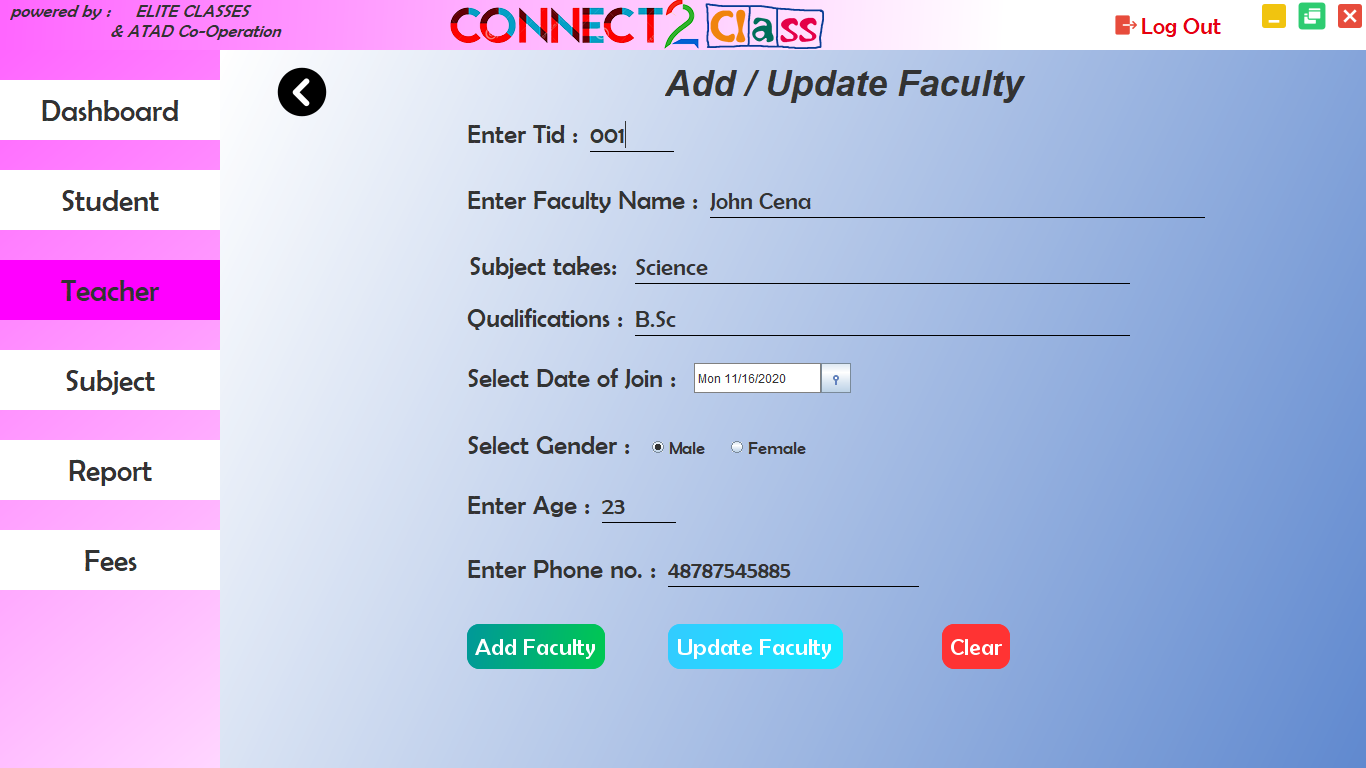 powered by : ELITE CLASSES
& ATAD Co-Operation
CONNECT2 Class
Log Out
Dashboard
Student
Teacher
Subject
Report
Fees
Add / Update Faculty
Enter Tid : 001
Enter Faculty Name : John Cena
Subject takes: Science
Qualifications : B.Sc
Select Date of Join : Mon 11/16/2020
Select Gender : Male Female
Enter Age : 23
Enter Phone no. : 48787545885
Add Faculty Update Faculty Clear